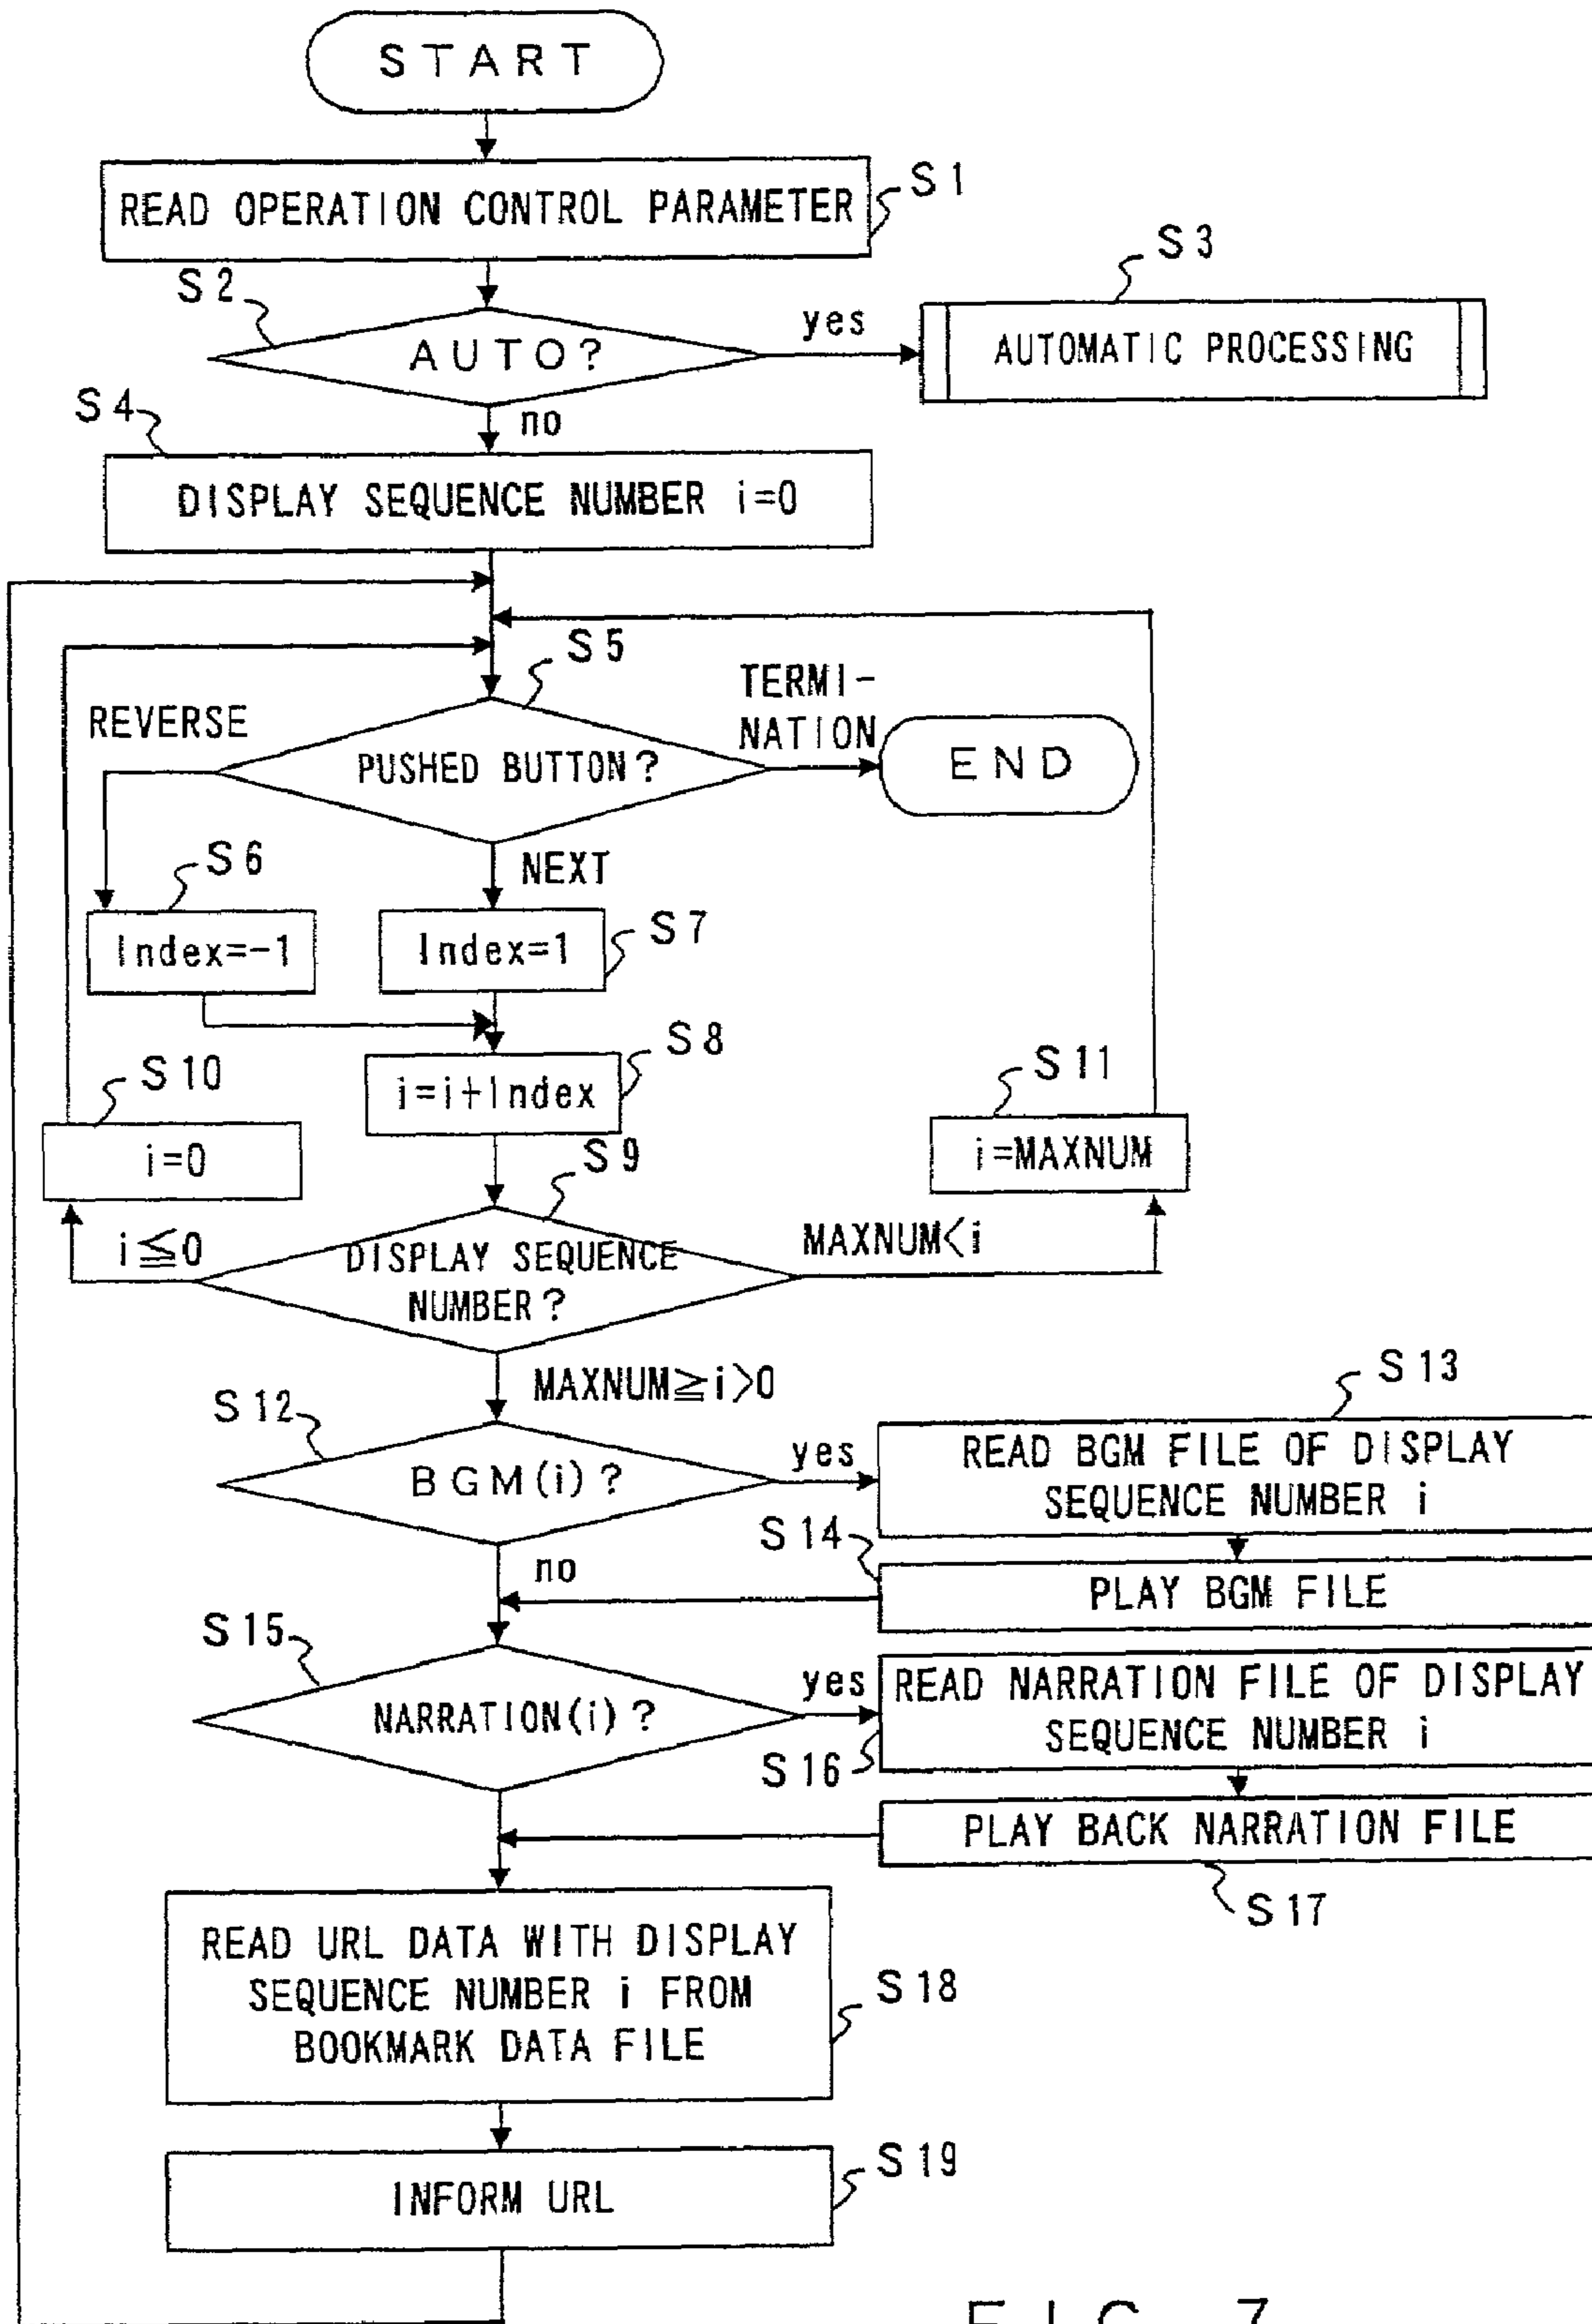 START
READ OPERATION CONTROL PARAMETER
S1
S2
AUTO?
yes
S3
AUTOMATIC PROCESSING
no
S4
DISPLAY SEQUENCE NUMBER i=0
S5
PUSHED BUTTON?
REVERSE
TERMI-
NATION
END
NEXT
S6
Index=-1
S7
Index=1
S8
i=i+Index
S10
i=0
S11
i=MAXNUM
S9
i≦0
DISPLAY SEQUENCE
NUMBER?
MAXNUM<i
MAXNUM≧i>0
S12
BGM(i)?
yes
S13
READ BGM FILE OF DISPLAY
SEQUENCE NUMBER i
S14
PLAY BGM FILE
no
S15
NARRATION(i)?
yes
READ NARRATION FILE OF DISPLAY
SEQUENCE NUMBER i
S16
PLAY BACK NARRATION FILE
S17
READ URL DATA WITH DISPLAY
SEQUENCE NUMBER i FROM
BOOKMARK DATA FILE
S18
INFORM URL
S19
FIG. 7